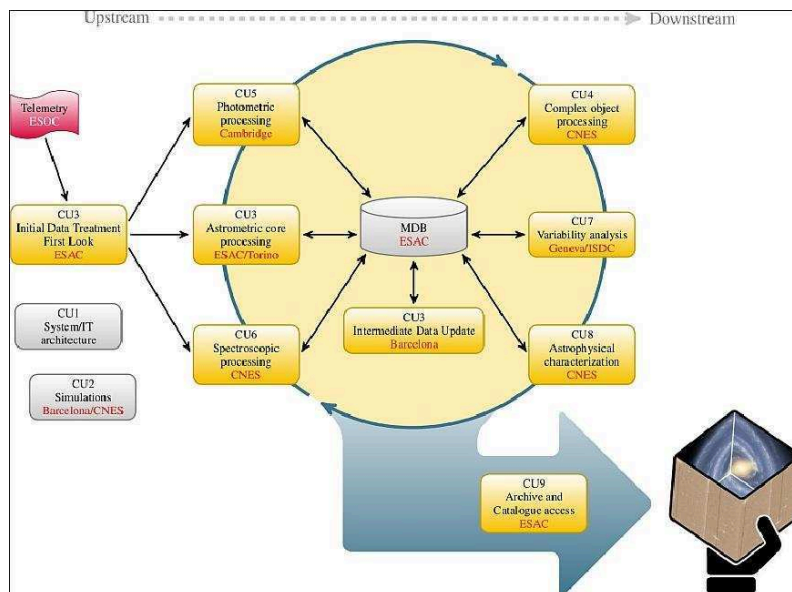 Upstream
Downstream
Telemetry
ESOC
CU5
Photometric
processing
Cambridge
CU4
Complex object
processing
CNES
CU3
Initial Data Treatment
First Look
ESAC
CU3
Astrometric core
processing
ESAC/Torino
MDB
ESAC
CU7
Variability analysis
Geneva/ISDC
CU1
System/IT
architecture
CU6
Spectroscopic
processing
CNES
CU3
Intermediate Data Update
Barcelona
CU8
Astrophysical
characterization
CNES
CU2
Simulations
Barcelona/CNES
CU9
Archive and
Catalogue access
ESAC